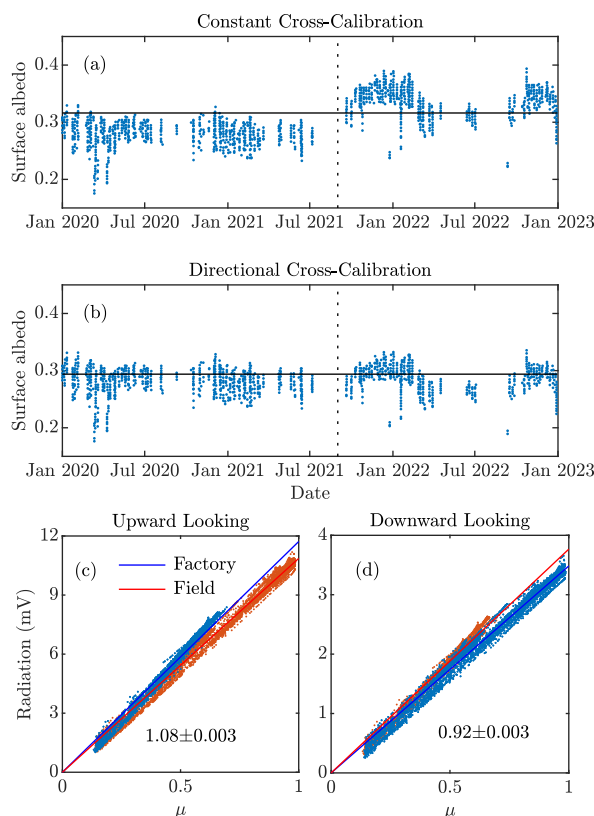 Constant Cross-Calibration
(a)
Surface albedo
0.4
0.3
0.2
Jan 2020 Jul 2020 Jan 2021 Jul 2021 Jan 2022 Jul 2022 Jan 2023
Directional Cross-Calibration
(b)
Surface albedo
0.4
0.3
0.2
Jan 2020 Jul 2020 Jan 2021 Jul 2021 Jan 2022 Jul 2022 Jan 2023
Date
Upward Looking
(c)
Factory
Field
Radiation (mV)
12
9
6
3
0
1.08±0.003
0 0.5 1
μ
Downward Looking
(d)
4
3
2
1
0
0.92±0.003
0 0.5 1
μ